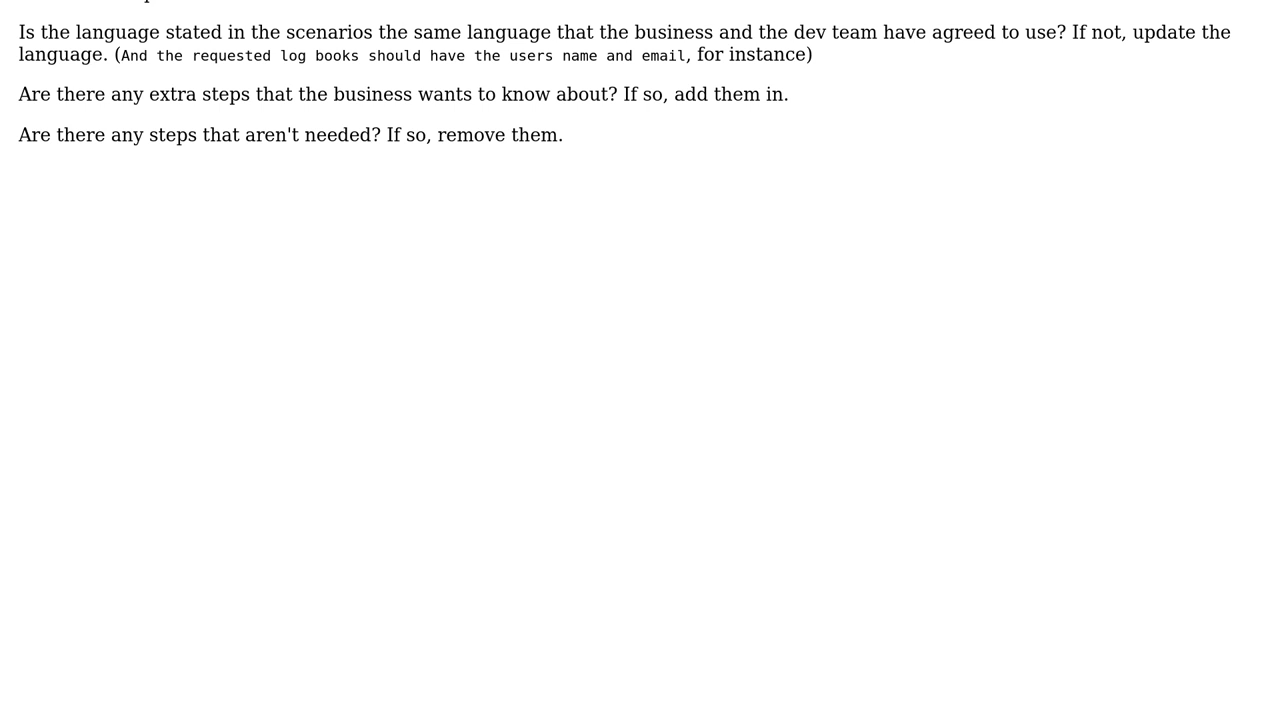 Is the language stated in the scenarios the same language that the business and the dev team have agreed to use? If not, update the
language. (And the requested log books should have the users name and email, for instance)
Are there any extra steps that the business wants to know about? If so, add them in.
Are there any steps that aren't needed? If so, remove them.